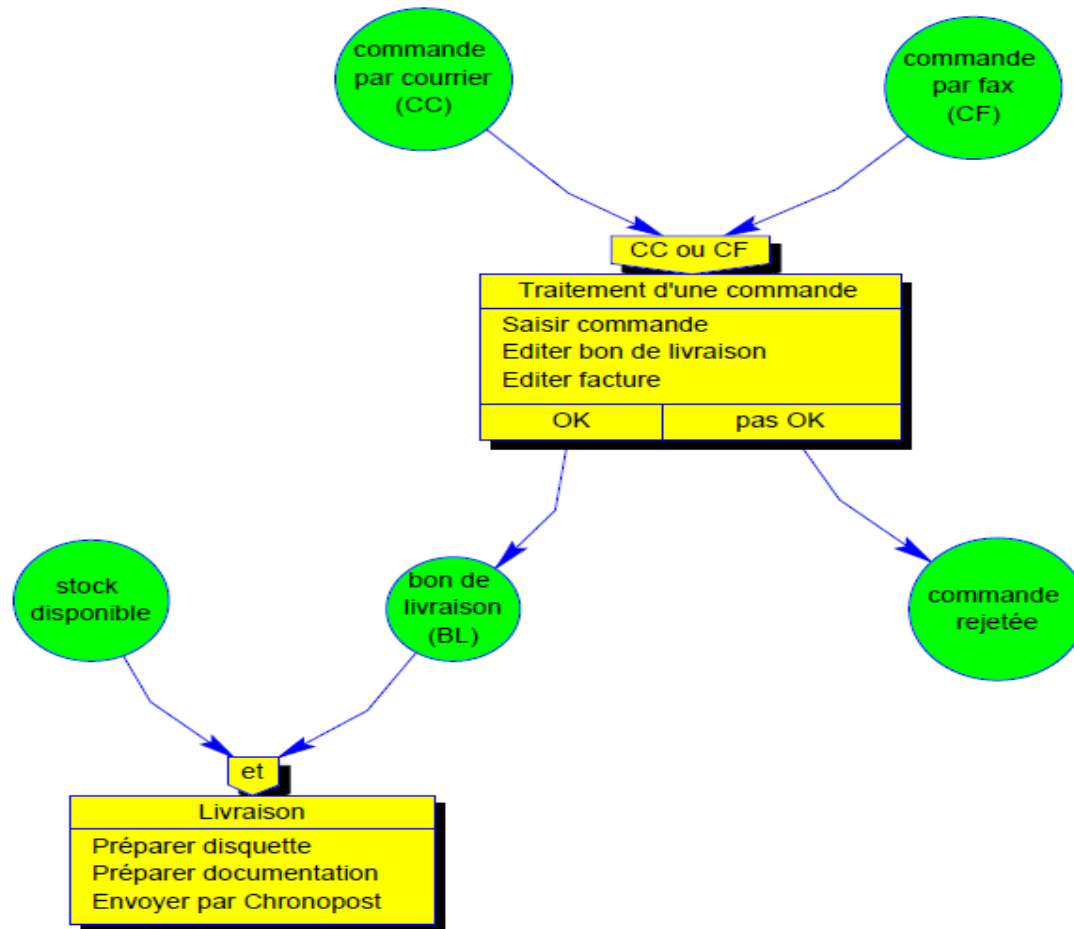 commande
par courrier
(CC)
commande
par fax
(CF)
CC ou CF
Traitement d'une commande
Saisir commande
Editer bon de livraison
Editer facture
OK
pas OK
stock
disponible
bon de
livraison
(BL)
commande
rejetée
et
Livraison
Préparer disquette
Préparer documentation
Envoyer par Chronopost